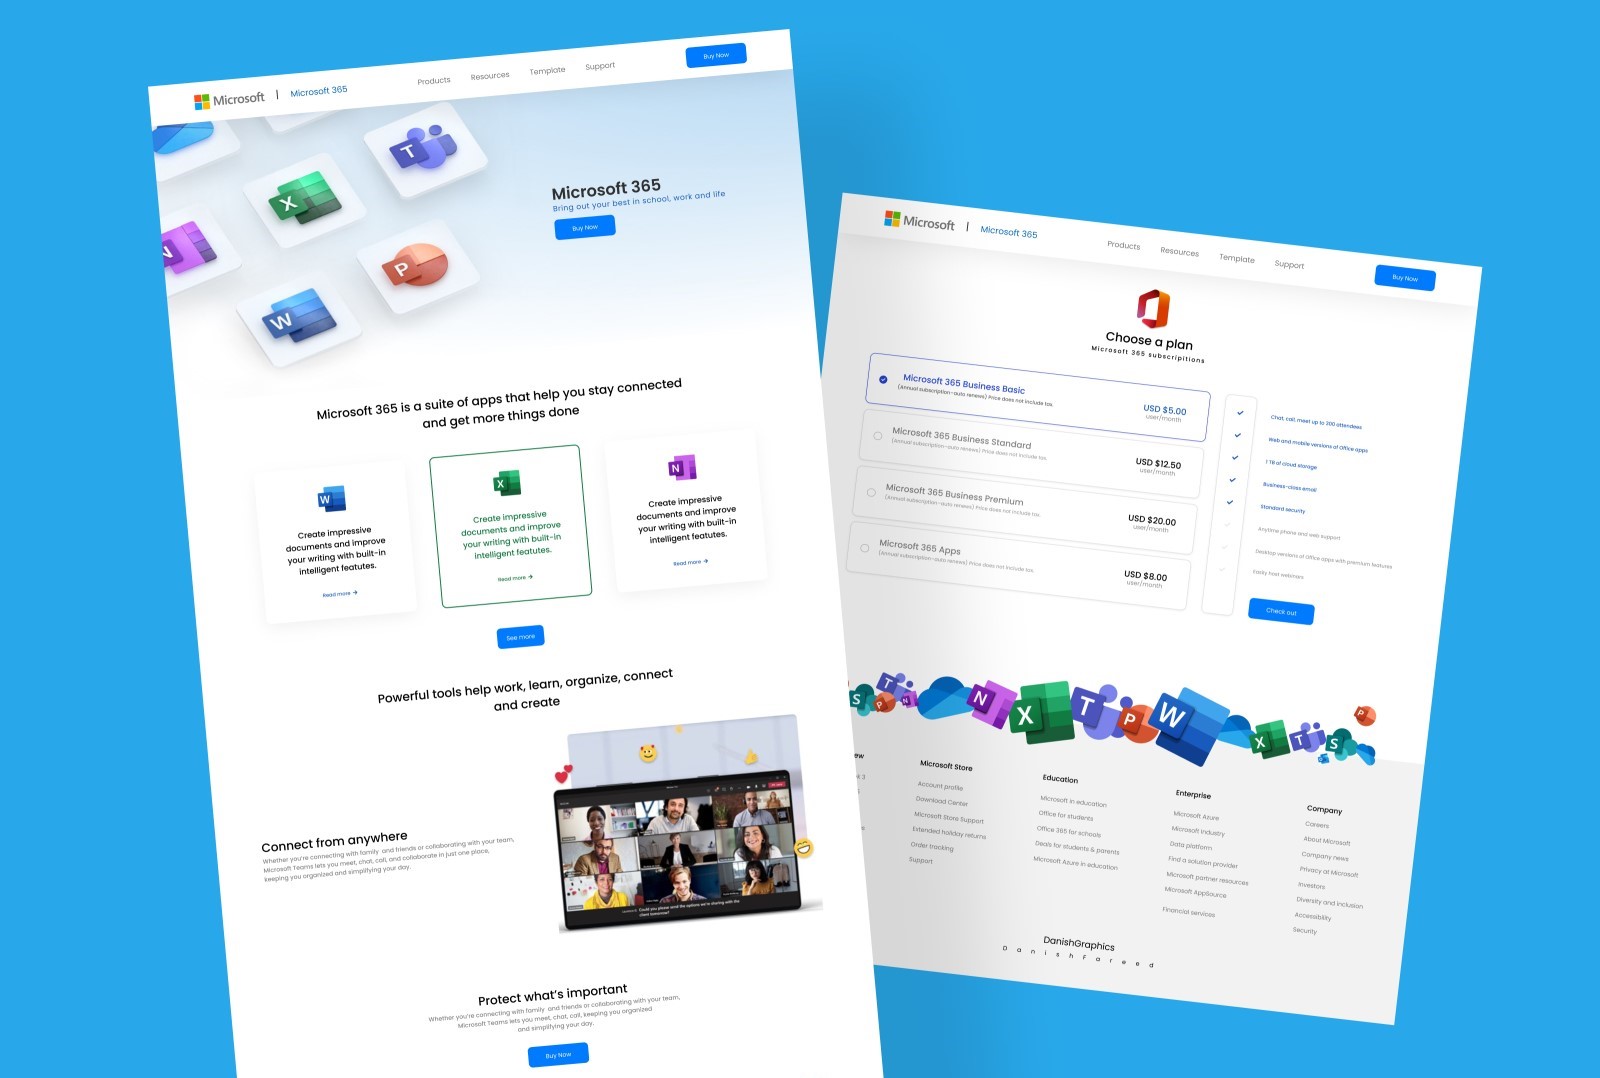 Microsoft | Microsoft 365
Products
Resources
Template
Support
Buy Now
T
X
N
P
W
Microsoft 365
Bring out your best in school, work and life
Buy Now
Microsoft 365 is a suite of apps that help you stay connected
and get more things done
W
Create impressive
documents and improve
your writing with built-in
intelligent featutes.
Read more →
X
Create impressive
documents and improve
your writing with built-in
intelligent featutes.
Read more →
N
Create impressive
documents and improve
your writing with built-in
intelligent featutes.
Read more →
See more
Powerful tools help work, learn, organize, connect
and create
Connect from anywhere
Whether you're connecting with family and friends or collaborating with your team,
Microsoft Teams lets you meet, chat, call, and collaborate in just one place,
keeping you organized and simplifying your day.
Could you please send the options we're sharing with the
client tomorrow?
Protect what's important
Whether you're connecting with family and friends or collaborating with your team,
Microsoft Teams lets you meet, chat, call, keeping you organized
and simplifying your day.
Buy Now
Microsoft | Microsoft 365
Products
Resources
Template
Support
Buy Now
Choose a plan
Microsoft 365 subscripitions
Microsoft 365 Business Basic
(Annual subscription-auto renews) Price does not include tax.
USD $5.00
user/month
Microsoft 365 Business Standard
(Annual subscription-auto renews) Price does not include tax.
USD $12.50
user/month
Microsoft 365 Business Premium
(Annual subscription-auto renews) Price does not include tax.
USD $20.00
user/month
Microsoft 365 Apps
(Annual subscription-auto renews) Price does not include tax.
USD $8.00
user/month
Chat, call, meet up to 300 attendees
Web and mobile versions of Office apps
1 TB of cloud storage
Business-class email
Standard security
Anytime phone and web support
Desktop versions of Office apps with premium features
Easily host webinars
Check out
S
T
P
N
N
X
T
P
W
X
T
S
P
Microsoft Store
Account profile
Download Center
Microsoft Store Support
Extended holiday returns
Order tracking
Support
Education
Microsoft in education
Office for students
Office 365 for schools
Deals for students & parents
Microsoft Azure in education
Enterprise
Microsoft Azure
Microsoft Industry
Data platform
Find a solution provider
Microsoft partner resources
Microsoft AppSource
Financial services
Company
Careers
About Microsoft
Company news
Privacy at Microsoft
Investors
Diversity and inclusion
Accessibility
Security
DanishGraphics
DanishFareed